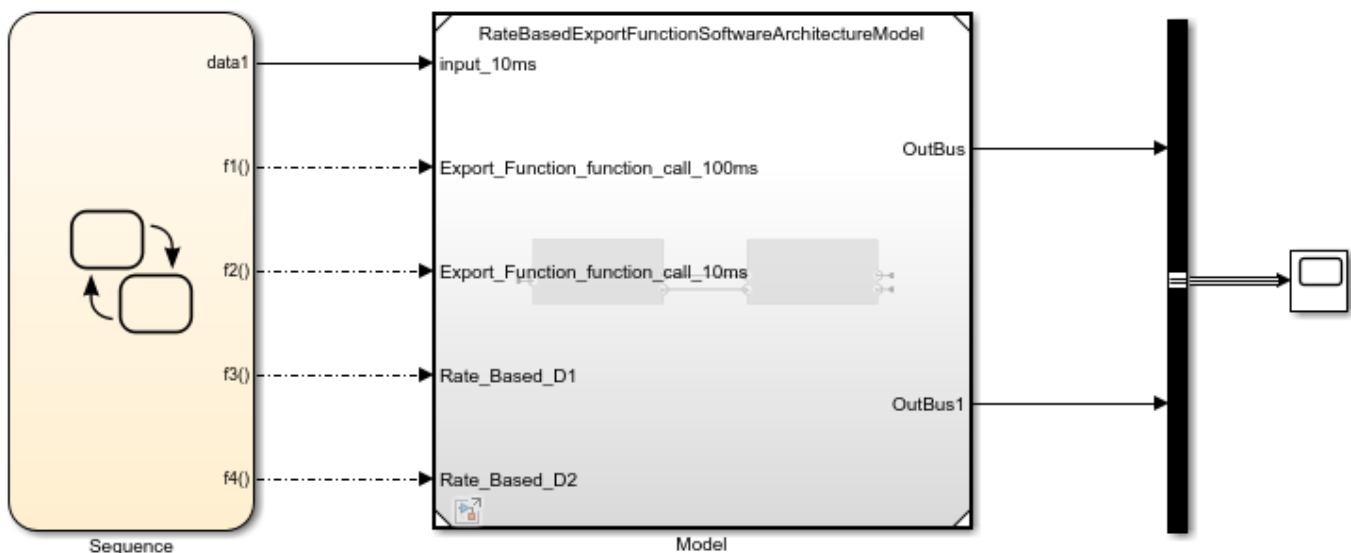 RateBasedExportFunctionSoftwareArchitectureModel
data1
input_10ms
OutBus
f1()
Export_Function_function_call_100ms
f2()
Export_Function_function_call_10ms
f3()
Rate_Based_D1
OutBus1
f4()
Rate_Based_D2
Sequence
Model